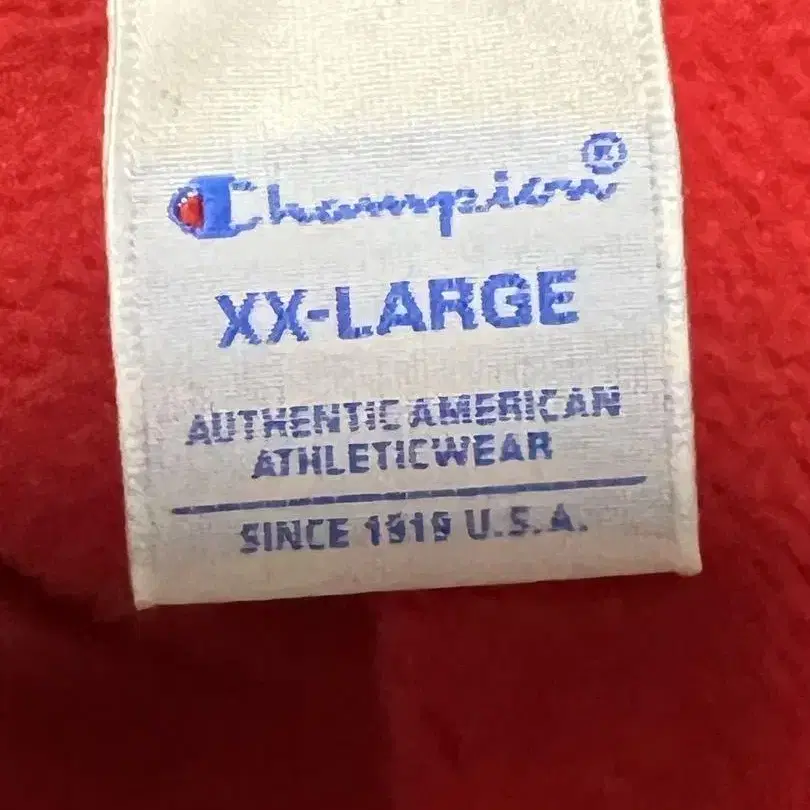 Champion®
XX-LARGE
AUTHENTIC AMERICAN
ATHLETICWEAR
SINCE 1919 U.S.A.